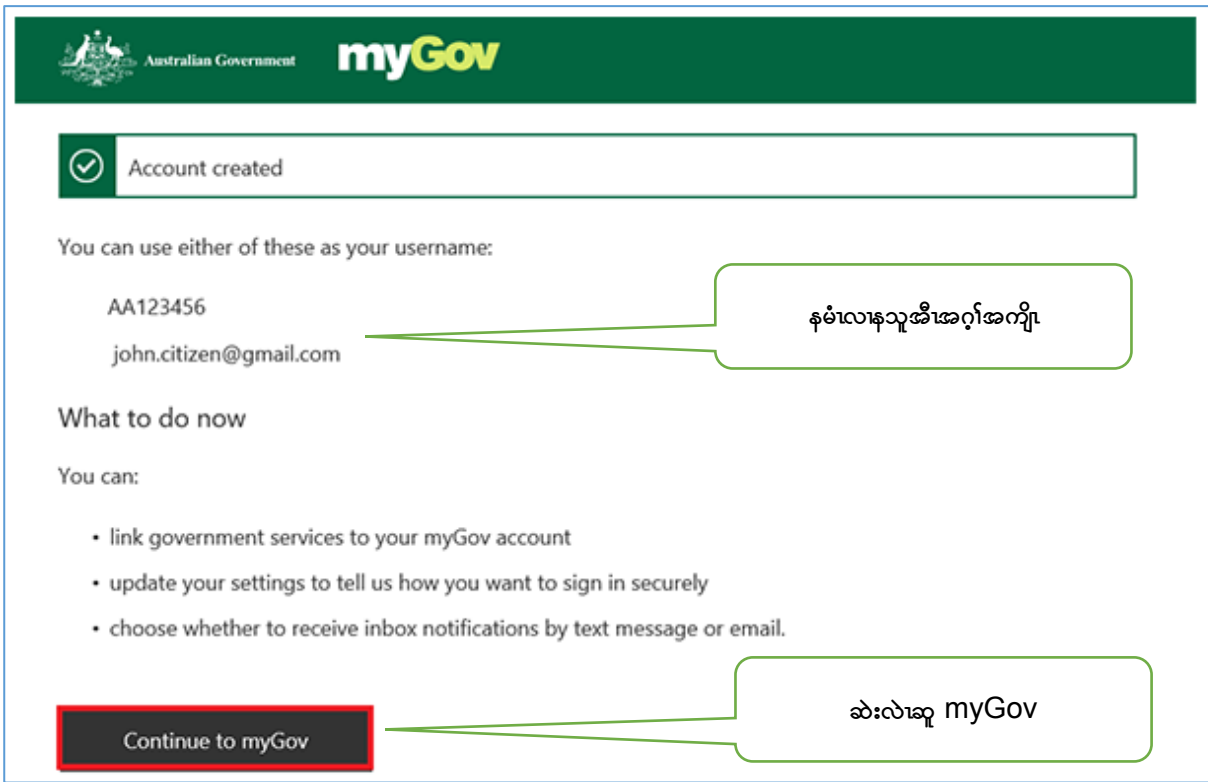 Australian Government myGov
Account created
You can use either of these as your username:
AA123456
နမံၤလၢနသူအီၤအဂ့ၢ်အကျိၤ
john.citizen@gmail.com
What to do now
You can:
• link government services to your myGov account
• update your settings to tell us how you want to sign in securely
• choose whether to receive inbox notifications by text message or email.
ဆဲးလဲၤဆူ myGov
Continue to myGov